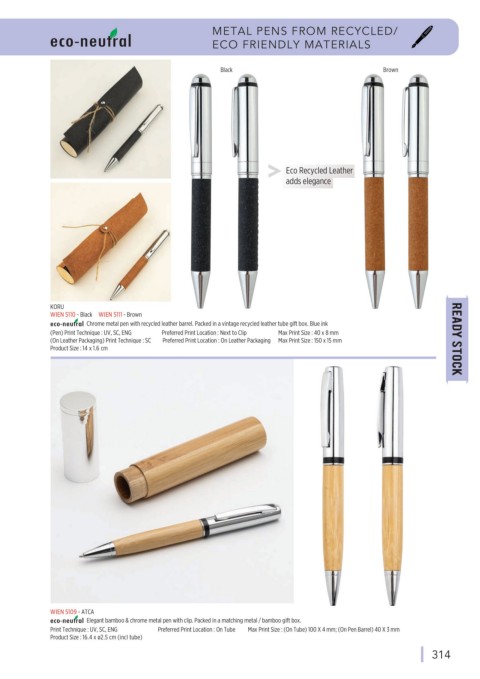 eco-neutral
METAL PENS FROM RECYCLED/
ECO FRIENDLY MATERIALS
Black
Brown
Eco Recycled Leather
adds elegance
KORU
WIEN 5110 - Black WIEN 5111 - Brown
eco-neutral Chrome metal pen with recycled leather barrel. Packed in a vintage recycled leather tube gift box. Blue ink
(Pen) Print Technique : UV, SC, ENG Preferred Print Location : Next to Clip Max Print Size : 40 x 8 mm
(On Leather Packaging) Print Technique : SC Preferred Print Location : On Leather Packaging Max Print Size : 150 x 15 mm
Product Size : 14 x 1.6 cm
READY STOCK
WIEN 5109 - ATCA
eco-neutral Elegant bamboo & chrome metal pen with clip. Packed in a matching metal / bamboo gift box.
Print Technique : UV, SC, ENG Preferred Print Location : On Tube Max Print Size : (On Tube) 100 X 4 mm; (On Pen Barrel) 40 X 3 mm
Product Size : 16.4 x ø2.5 cm (incl tube)
314